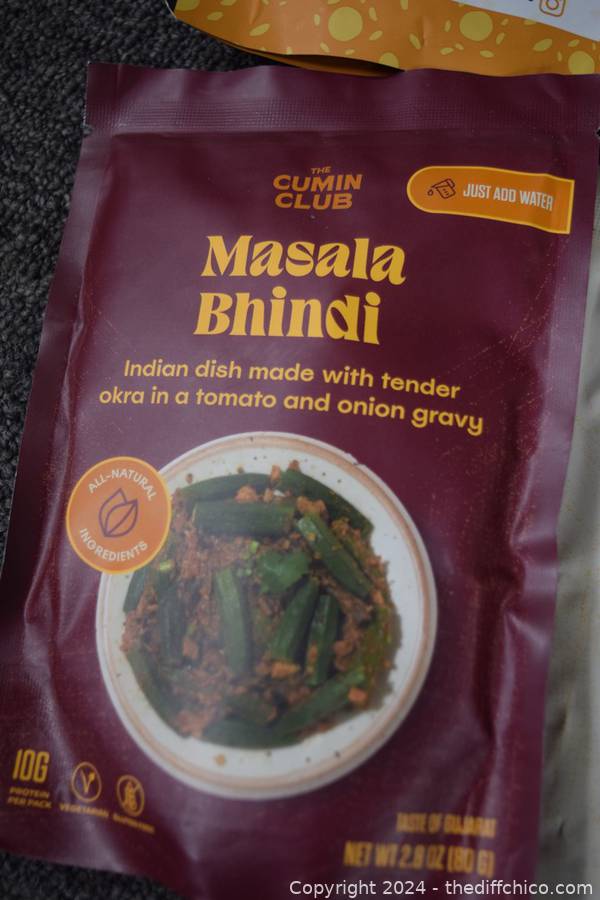 THE
CUMIN
CLUB
JUST ADD WATER
Masala
Bhindi
Indian dish made with tender
okra in a tomato and onion gravy
ALL-NATURAL
INGREDIENTS
10G
PROTEIN
PER PACK
VEGETARIAN
TASTE OF GUJARAT
NET WT 2.8 OZ (80 G)
Copyright 2024 - thediffchico.com